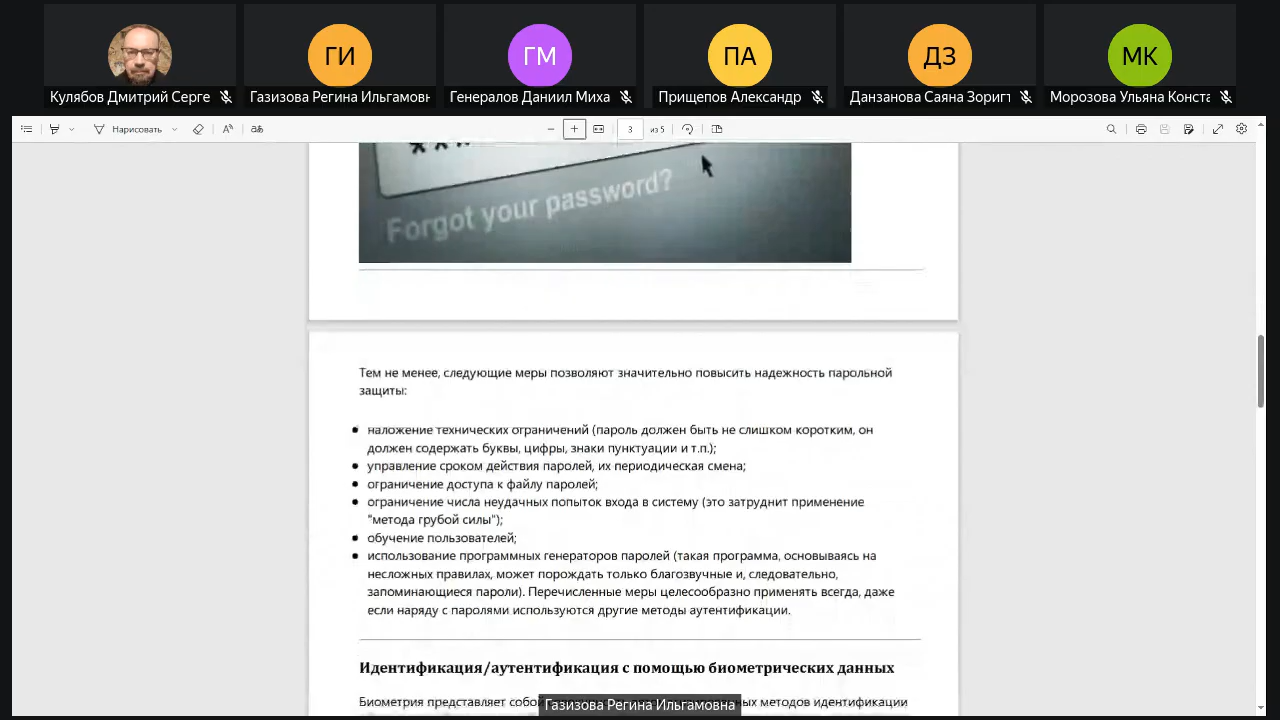 ГИ
ГМ
ПА
ДЗ
МК
Кулябов Дмитрий Серге
Газизова Регина Ильгамовн
Генералов Даниил Миха
Прищепов Александр
Данзанова Саяна Зоригт
Морозова Ульяна Конста
Нарисовать
3
из 5
Forgot your password?
Тем не менее, следующие меры позволяют значительно повысить надежность парольной
защиты:
наложение технических ограничений (пароль должен быть не слишком коротким, он
должен содержать буквы, цифры, знаки пунктуации и т.п.);
управление сроком действия паролей, их периодическая смена;
ограничение доступа к файлу паролей;
ограничение числа неудачных попыток входа в систему (это затруднит применение
"метода грубой силы");
обучение пользователей;
использование программных генераторов паролей (такая программа, основываясь на
несложных правилах, может порождать только благозвучные и, следовательно,
запоминающиеся пароли). Перечисленные меры целесообразно применять всегда, даже
если наряду с паролями используются другие методы аутентификации.
Идентификация/аутентификация с помощью биометрических данных
Биометрия представляет собой
методов идентификации
Газизова Регина Ильгамовна